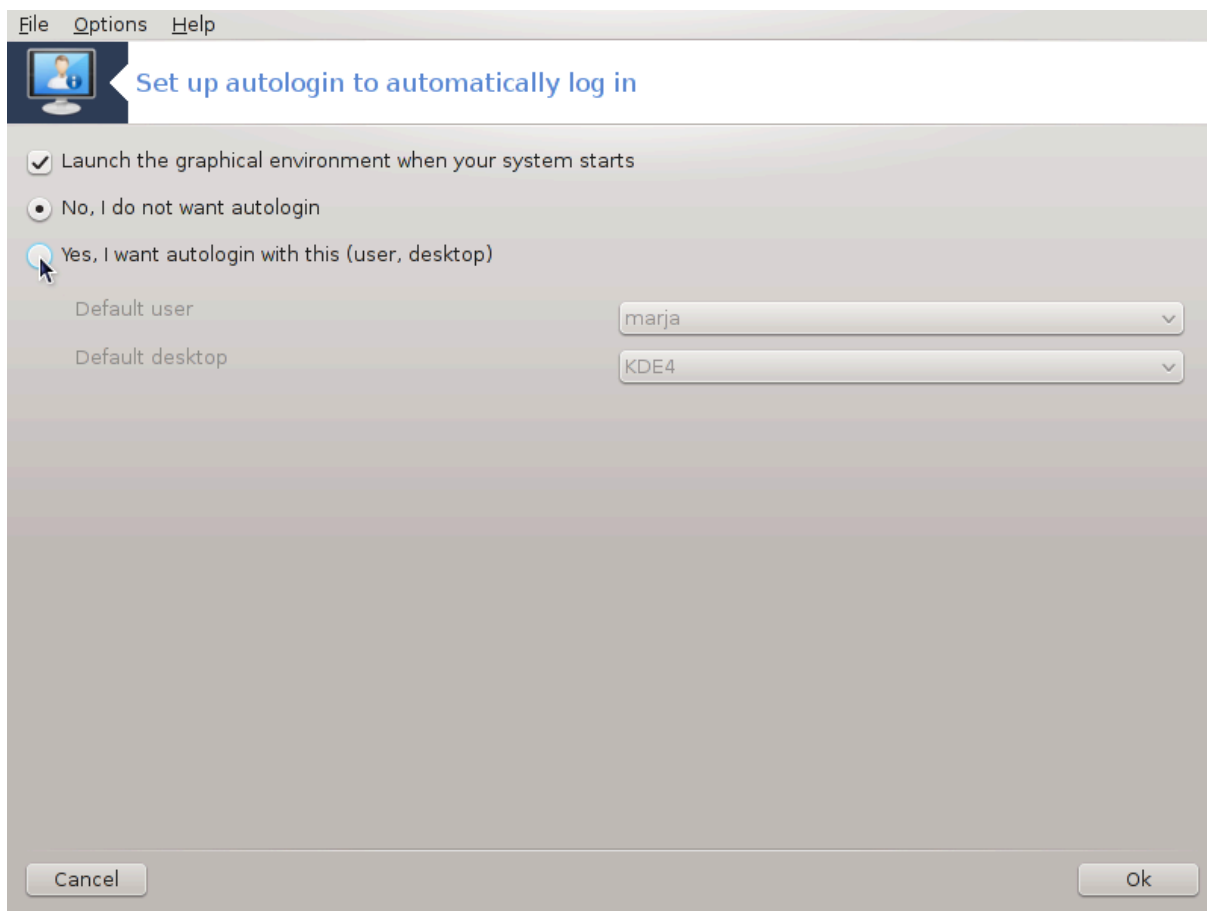 File Options Help
Set up autologin to automatically log in
Launch the graphical environment when your system starts
No, I do not want autologin
Yes, I want autologin with this (user, desktop)
Default user
marja
Default desktop
KDE4
Cancel
Ok